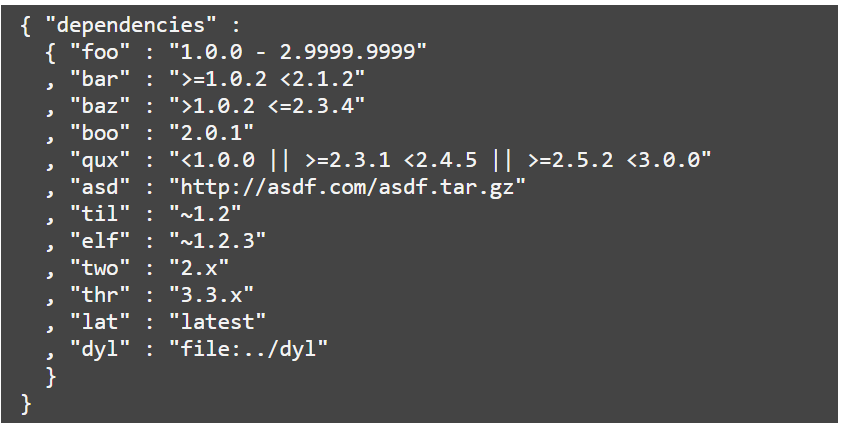 { "dependencies" :
  { "foo" : "1.0.0 - 2.9999.9999"
  , "bar" : ">=1.0.2 <2.1.2"
  , "baz" : ">1.0.2 <=2.3.4"
  , "boo" : "2.0.1"
  , "qux" : "<1.0.0 || >=2.3.1 <2.4.5 || >=2.5.2 <3.0.0"
  , "asd" : "http://asdf.com/asdf.tar.gz"
  , "til" : "~1.2"
  , "elf" : "~1.2.3"
  , "two" : "2.x"
  , "thr" : "3.3.x"
  , "lat" : "latest"
  , "dyl" : "file:../dyl"
  }
}